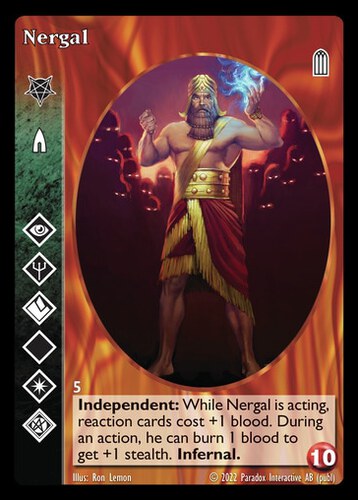 Nergal
5
Independent: While Nergal is acting,
reaction cards cost +1 blood. During
an action, he can burn 1 blood to
get +1 stealth. Infernal.
10
Illus: Ron Lemon
© 2022 Paradox Interactive AB (publ)